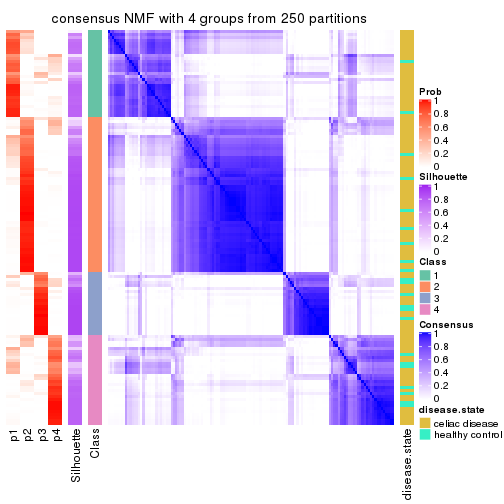 consensus NMF with 4 groups from 250 partitions
Prob
1
0.8
0.6
0.4
0.2
0
Silhouette
1
0.8
0.6
0.4
0.2
0
Class
1
2
3
4
Consensus
1
0.8
0.6
0.4
0.2
0
disease.state
celiac disease
healthy control
p1
p2
p3
p4
Silhouette
Class
disease.state